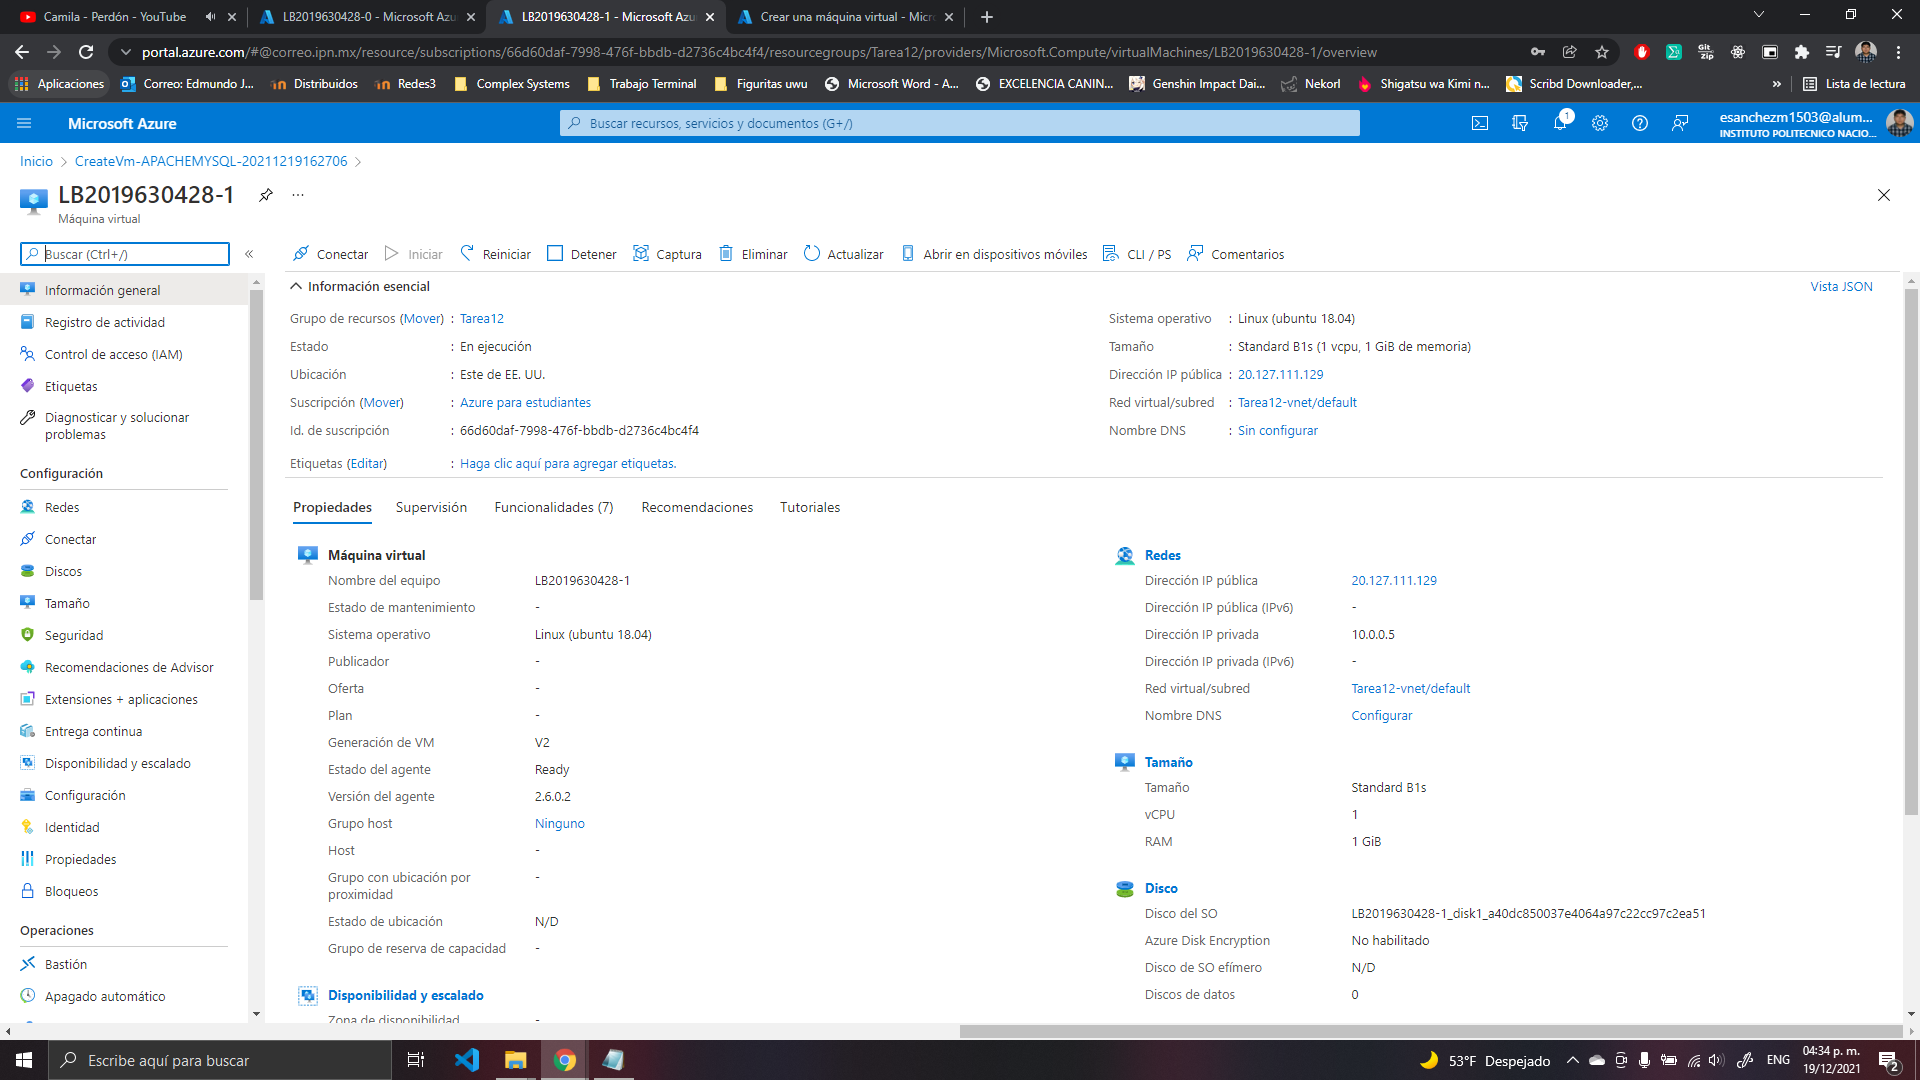 Camila - Perdón - YouTube
LB2019630428-0 - Microsoft Azu
LB2019630428-1 - Microsoft Azu
Crear una máquina virtual - Micr
portal.azure.com/#@correo.ipn.mx/resource/subscriptions/66d60daf-7998-476f-bbdb-d2736c4bc4f4/resourcegroups/Tarea12/providers/Microsoft.Compute/virtualMachines/LB2019630428-1/overview
Aplicaciones
Correo: Edmundo J...
Distribuidos
Redes3
Complex Systems
Trabajo Terminal
Figuritas uwu
Microsoft Word - A...
EXCELENCIA CANIN...
Genshin Impact Dai...
Nekorl
Shigatsu wa Kimi n...
Scribd Downloader,...
»
Lista de lectura
Microsoft Azure
Buscar recursos, servicios y documentos (G+/)
1
esanchezm1503@alum...
INSTITUTO POLITECNICO NACIO...
Inicio > CreateVm-APACHEMYSQL-20211219162706 >
LB2019630428-1
...
Máquina virtual
Buscar (Ctrl+/)
«
Conectar
Iniciar
Reiniciar
Detener
Captura
Eliminar
Actualizar
Abrir en dispositivos móviles
CLI / PS
Comentarios
Información general
Registro de actividad
Control de acceso (IAM)
Etiquetas
Diagnosticar y solucionar
problemas
Configuración
Redes
Conectar
Discos
Tamaño
Seguridad
Recomendaciones de Advisor
Extensiones + aplicaciones
Entrega continua
Disponibilidad y escalado
Configuración
Identidad
Propiedades
Bloqueos
Operaciones
Bastión
Apagado automático
Información esencial
Vista JSON
Grupo de recursos (Mover) : Tarea12
Estado : En ejecución
Ubicación : Este de EE. UU.
Suscripción (Mover) : Azure para estudiantes
Id. de suscripción : 66d60daf-7998-476f-bbdb-d2736c4bc4f4
Etiquetas (Editar) : Haga clic aquí para agregar etiquetas.
Sistema operativo : Linux (ubuntu 18.04)
Tamaño : Standard B1s (1 vcpu, 1 GiB de memoria)
Dirección IP pública : 20.127.111.129
Red virtual/subred : Tarea12-vnet/default
Nombre DNS : Sin configurar
Propiedades
Supervisión
Funcionalidades (7)
Recomendaciones
Tutoriales
Máquina virtual
Nombre del equipo LB2019630428-1
Estado de mantenimiento -
Sistema operativo Linux (ubuntu 18.04)
Publicador -
Oferta -
Plan -
Generación de VM V2
Estado del agente Ready
Versión del agente 2.6.0.2
Grupo host Ninguno
Host -
Grupo con ubicación por -
proximidad
Estado de ubicación N/D
Grupo de reserva de capacidad -
Disponibilidad y escalado
Zona de disponibilidad -
Redes
Dirección IP pública 20.127.111.129
Dirección IP pública (IPv6) -
Dirección IP privada 10.0.0.5
Dirección IP privada (IPv6) -
Red virtual/subred Tarea12-vnet/default
Nombre DNS Configurar
Tamaño
Tamaño Standard B1s
vCPU 1
RAM 1 GiB
Disco
Disco del SO LB2019630428-1_disk1_a40dc850037e4064a97c22cc97c2ea51
Azure Disk Encryption No habilitado
Disco de SO efímero N/D
Discos de datos 0
Escribe aquí para buscar
53°F Despejado
ENG
04:34 p. m.
19/12/2021
2